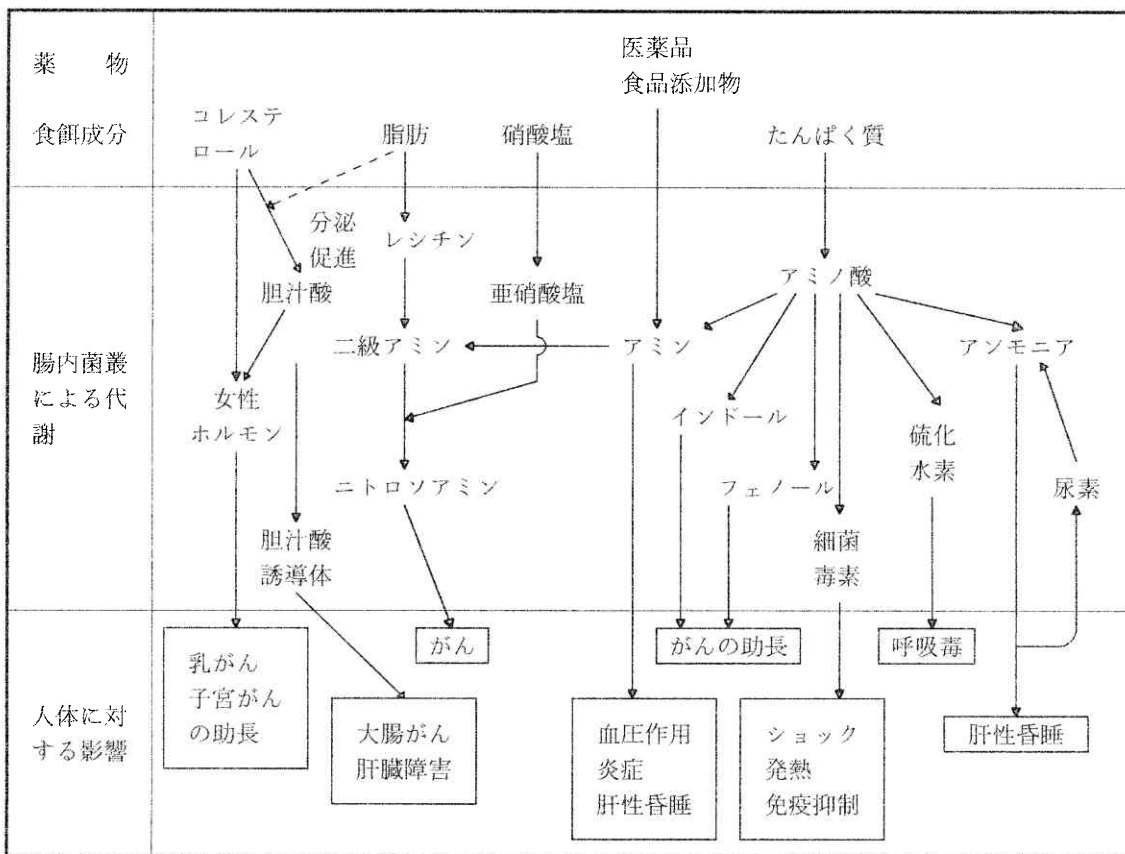 薬　物
食餌成分
コレステ
ロール
脂肪
硝酸塩
医薬品
食品添加物
たんぱく質
腸内菌叢
による代
謝
分泌
促進
レシチン
胆汁酸
亜硝酸塩
アミノ酸
二級アミン
アミン
アンモニア
女性
ホルモン
インドール
硫化
水素
ニトロソアミン
フェノール
尿素
胆汁酸
誘導体
細菌
毒素
人体に対
する影響
乳がん
子宮がん
の助長
がん
がんの助長
呼吸毒
大腸がん
肝臓障害
血圧作用
炎症
肝性昏睡
ショック
発熱
免疫抑制
肝性昏睡